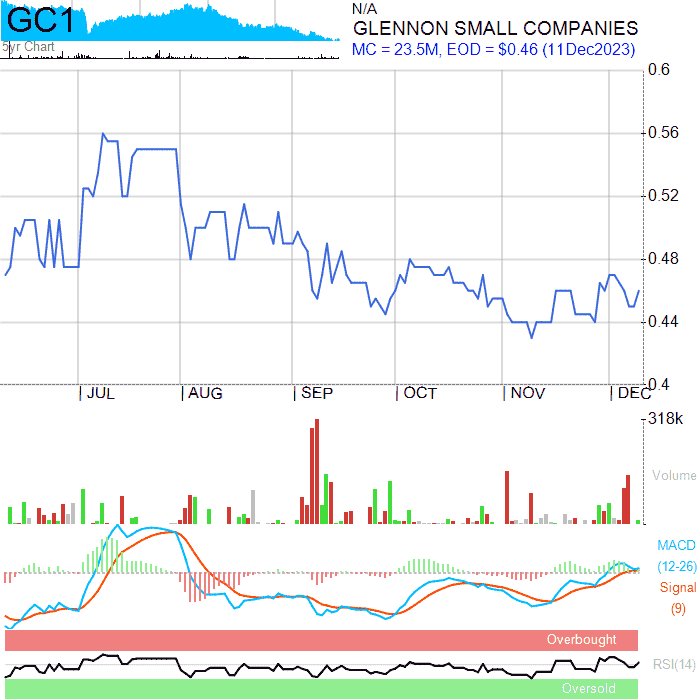 GC1
N/A
GLENNON SMALL COMPANIES
MC = 23.5M, EOD = $0.46 (11Dec2023)
5yr Chart
0.6
0.56
0.52
0.48
0.44
0.4
JUL AUG SEP OCT NOV DEC
318k
Volume
MACD
(12-26)
Signal
(9)
Overbought
RSI(14)
Oversold